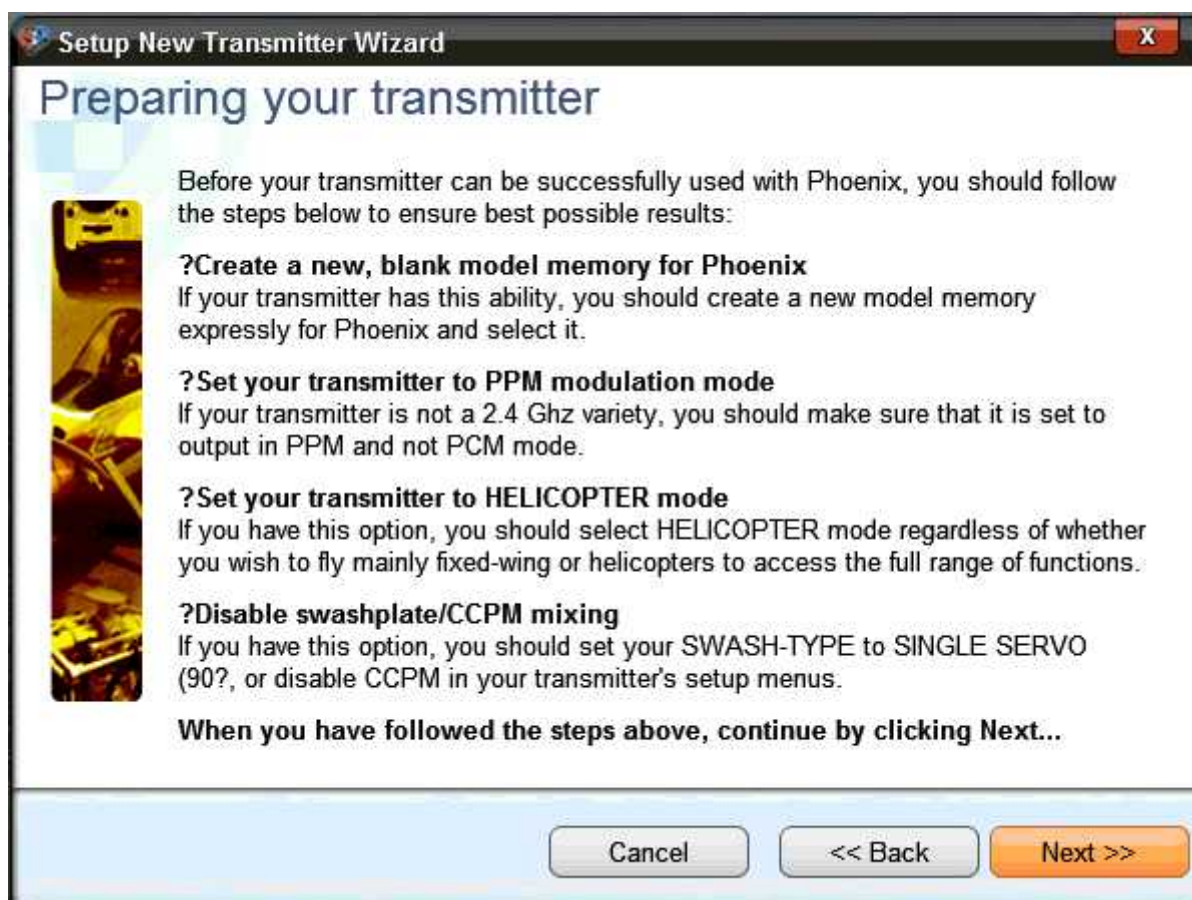 Setup New Transmitter Wizard
X
Preparing your transmitter
Before your transmitter can be successfully used with Phoenix, you should follow
the steps below to ensure best possible results:
?Create a new, blank model memory for Phoenix
If your transmitter has this ability, you should create a new model memory
expressly for Phoenix and select it.
?Set your transmitter to PPM modulation mode
If your transmitter is not a 2.4 Ghz variety, you should make sure that it is set to
output in PPM and not PCM mode.
?Set your transmitter to HELICOPTER mode
If you have this option, you should select HELICOPTER mode regardless of whether
you wish to fly mainly fixed-wing or helicopters to access the full range of functions.
?Disable swashplate/CCPM mixing
If you have this option, you should set your SWASH-TYPE to SINGLE SERVO
(90?, or disable CCPM in your transmitter's setup menus.
When you have followed the steps above, continue by clicking Next...
Cancel
<< Back
Next >>